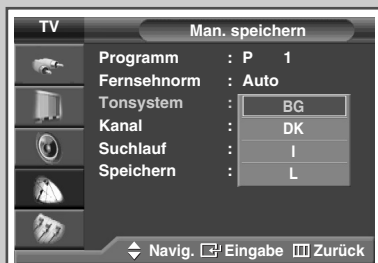 TV
Man. speichern
Programm : P 1
Fernsehnorm : Auto
Tonsystem : BG
Kanal : DK
Suchlauf : I
Speichern : L
Navig. Eingabe Zurück